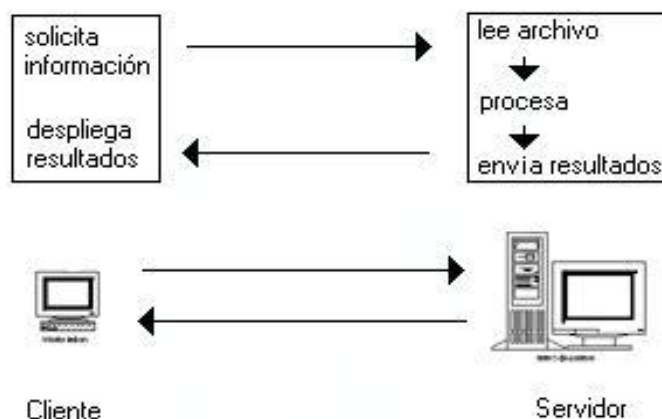 solicita
información
despliega
resultados
lee archivo
procesa
envia resultados
Cliente
Servidor